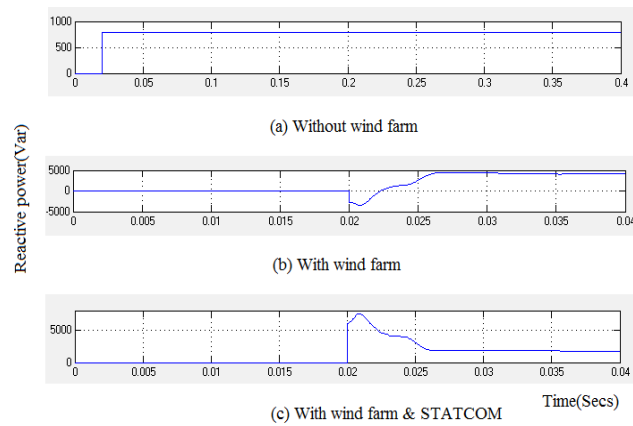 1000
500
0
0 0.05 0.1 0.15 0.2 0.25 0.3 0.35 0.4
(a) Without wind farm
Reactive power(Var)
5000
0
-5000
0 0.005 0.01 0.015 0.02 0.025 0.03 0.035 0.04
(b) With wind farm
5000
0
0 0.005 0.01 0.015 0.02 0.025 0.03 0.035 0.04
Time(Secs)
(c) With wind farm & STATCOM